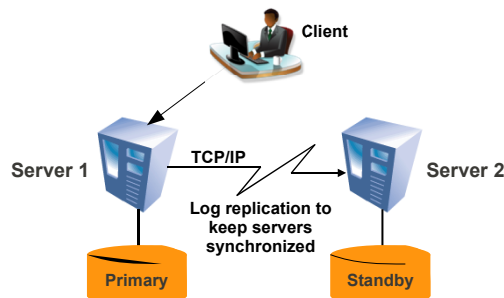 Client
Server 1
TCP/IP
Server 2
Log replication to
keep servers
synchronized
Primary
Standby